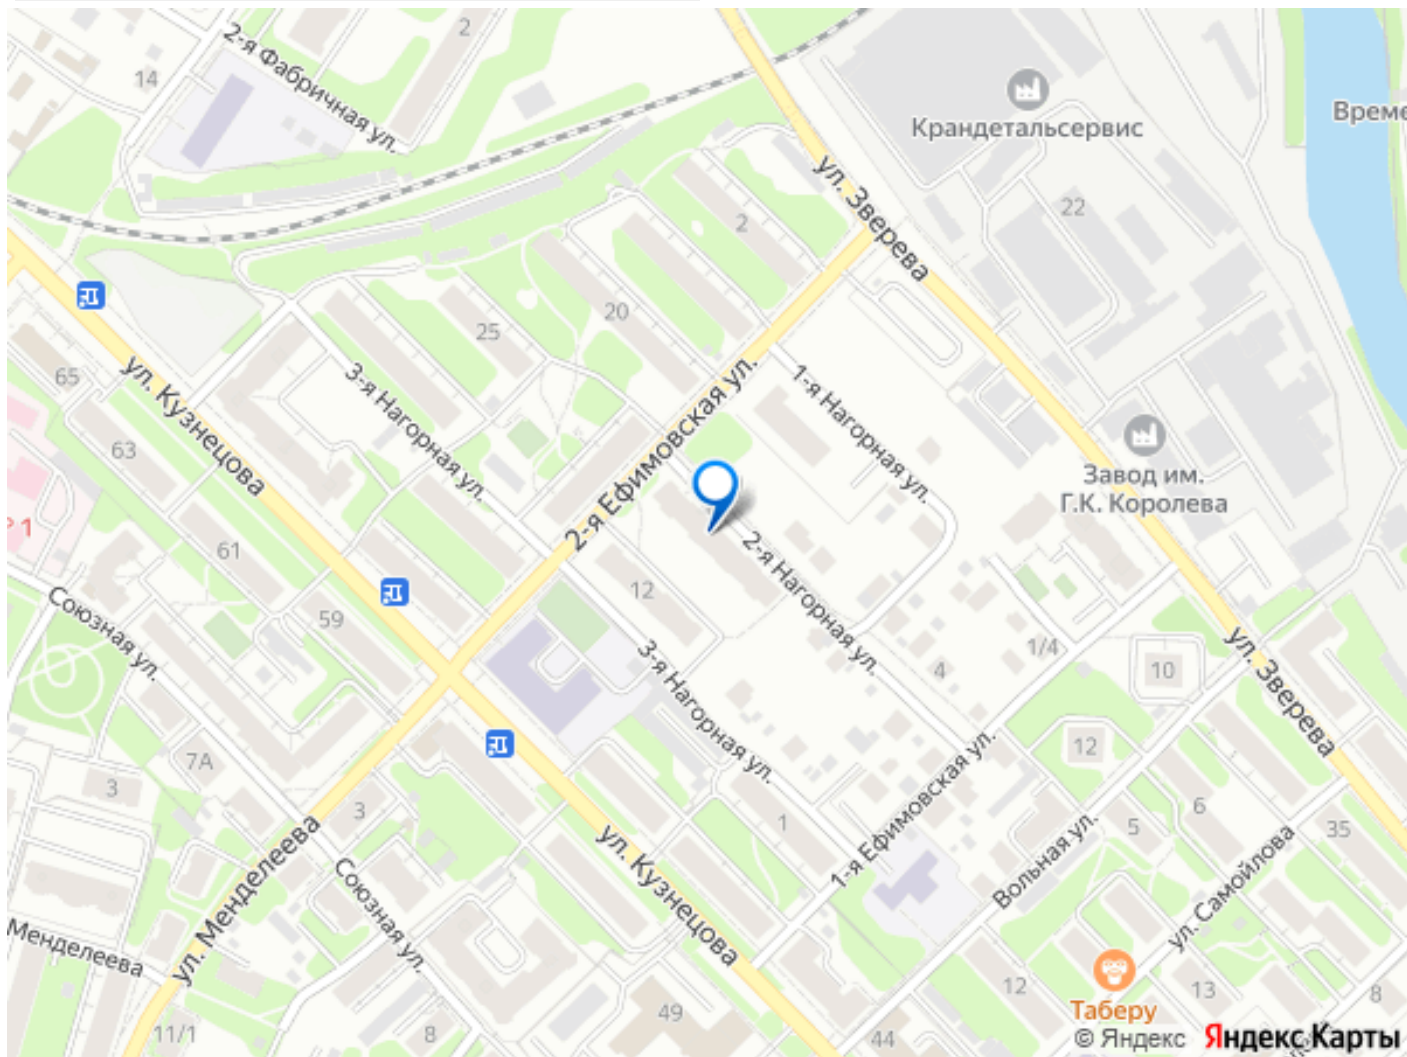 2
2-я Фабричная ул.
14
Крандетальсервис
Време
22
ул. Зверева
2
20
25
65
ул. Кузнецова
3-я Нагорная ул.
1-я Нагорная ул.
63
2-я Ефимовская ул.
Завод им.
Г.К. Королева
1
61
2-я Нагорная ул.
12
59
Союзная ул.
3-я Нагорная ул.
1/4
4
10
ул. Зверева
7А
12
3
3
1
1-я Ефимовская ул.
6
5
35
ул. Менделеева
ул. Кузнецова
Вольная ул.
ул. Самойлова
Союзная ул.
Менделеева
12
13
8
Таберу
49
11/1
8
44
© Яндекс Яндекс Карты